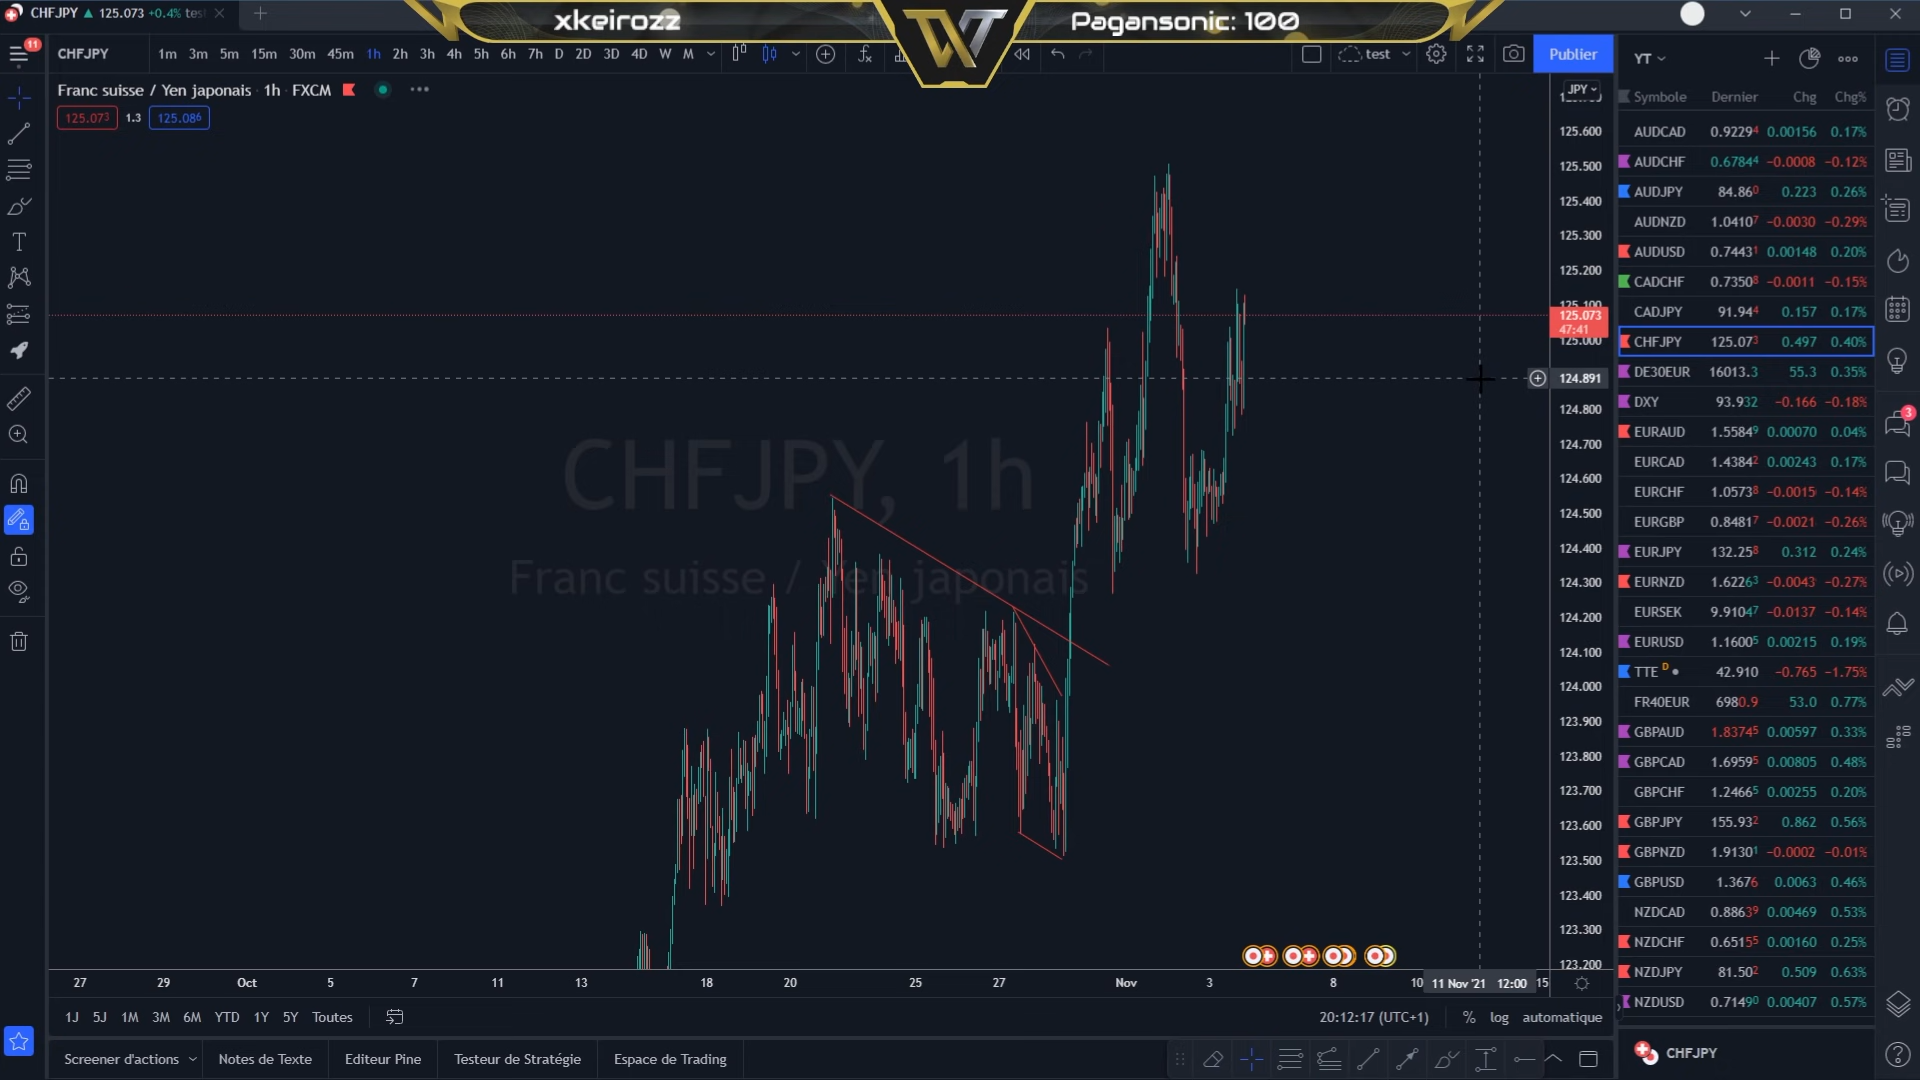 CHFJPY ▲ 125.073 +0.4% test
xkeirozz
Pagansonic: 100
11
CHFJPY
1m 3m 5m 15m 30m 45m 1h 2h 3h 4h 5h 6h 7h D 2D 3D 4D W M
test
Publier
YT
Franc suisse / Yen japonais · 1h · FXCM
125.073 1.3 125.086
JPY
125.600
125.500
125.400
125.300
125.200
125.100
125.073
47:41
125.000
124.891
124.800
124.700
124.600
124.500
124.400
124.300
124.200
124.100
124.000
123.900
123.800
123.700
123.600
123.500
123.400
123.300
123.200
CHFJPY, 1h
Franc suisse / Yen japonais
27 29 Oct 5 7 11 13 18 20 25 27 Nov 3 8 10 11 Nov '21 12:00 15
1J 5J 1M 3M 6M YTD 1Y 5Y Toutes
20:12:17 (UTC+1) % log automatique
Screener d'actions Notes de Texte Editeur Pine Testeur de Stratégie Espace de Trading
Symbole Dernier Chg Chg%
AUDCAD 0.92294 0.00156 0.17%
AUDCHF 0.67844 −0.0008 −0.12%
AUDJPY 84.860 0.223 0.26%
AUDNZD 1.04107 −0.0030 −0.29%
AUDUSD 0.74431 0.00148 0.20%
CADCHF 0.73508 −0.0011 −0.15%
CADJPY 91.944 0.157 0.17%
CHFJPY 125.073 0.497 0.40%
DE30EUR 16013.3 55.3 0.35%
DXY 93.932 −0.166 −0.18%
EURAUD 1.55849 0.00070 0.04%
EURCAD 1.43842 0.00243 0.17%
EURCHF 1.05738 −0.0015 −0.14%
EURGBP 0.84817 −0.0021 −0.26%
EURJPY 132.258 0.312 0.24%
EURNZD 1.62263 −0.0043 −0.27%
EURSEK 9.91047 −0.0137 −0.14%
EURUSD 1.16005 0.00215 0.19%
TTE D 42.910 −0.765 −1.75%
FR40EUR 6980.9 53.0 0.77%
GBPAUD 1.83745 0.00597 0.33%
GBPCAD 1.69595 0.00805 0.48%
GBPCHF 1.24665 0.00255 0.20%
GBPJPY 155.932 0.862 0.56%
GBPNZD 1.91301 −0.0002 −0.01%
GBPUSD 1.3676 0.0063 0.46%
NZDCAD 0.88639 0.00469 0.53%
NZDCHF 0.65155 0.00160 0.25%
NZDJPY 81.502 0.509 0.63%
NZDUSD 0.71490 0.00407 0.57%
CHFJPY
3